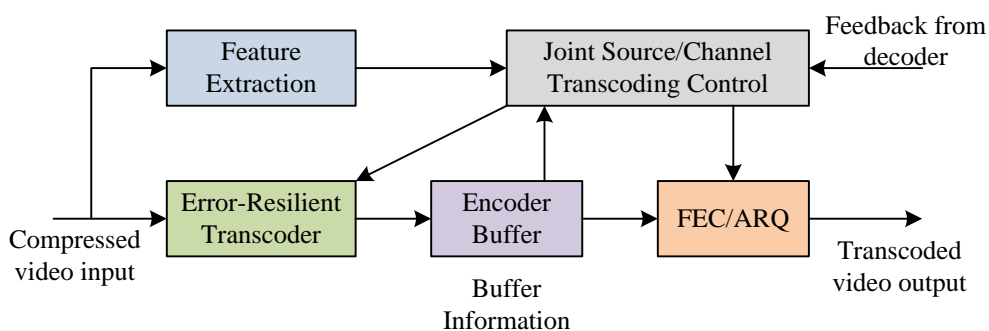 Feature
Extraction
Joint Source/Channel
Transcoding Control
Feedback from
decoder
Error-Resilient
Transcoder
Encoder
Buffer
FEC/ARQ
Compressed
video input
Transcoded
video output
Buffer
Information